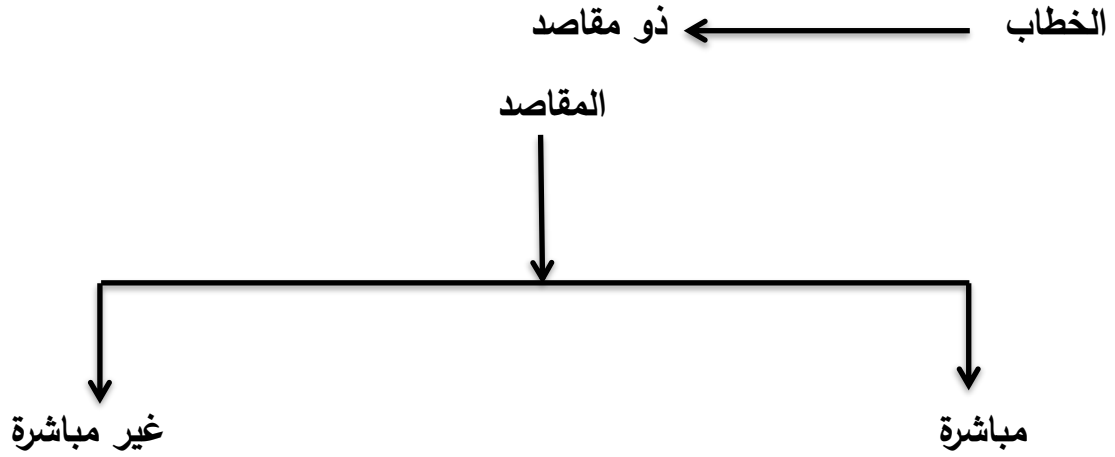 الخطاب ذو مقاصد
المقاصد
مباشرة غير مباشرة